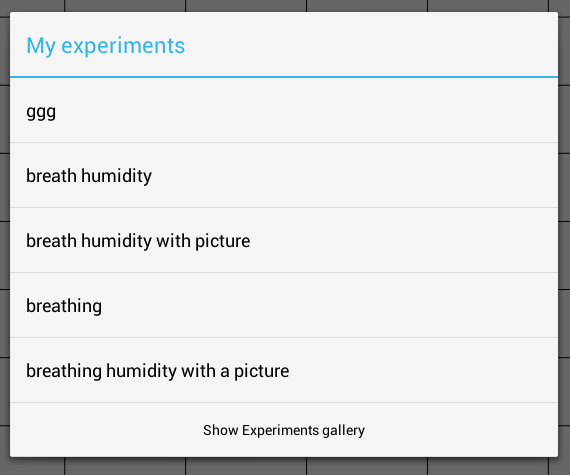 My experiments
ggg
breath humidity
breath humidity with picture
breathing
breathing humidity with a picture
Show Experiments gallery